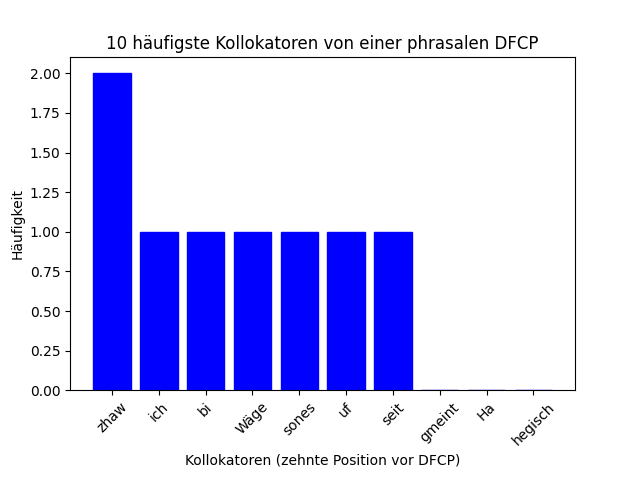 10 häufigste Kollokatoren von einer phrasalen DFCP
Häufigkeit
2.00
1.75
1.50
1.25
1.00
0.75
0.50
0.25
0.00
zhaw
ich
bi
Wäge
sones
uf
seit
gmeint
Ha
hegisch
Kollokatoren (zehnte Position vor DFCP)